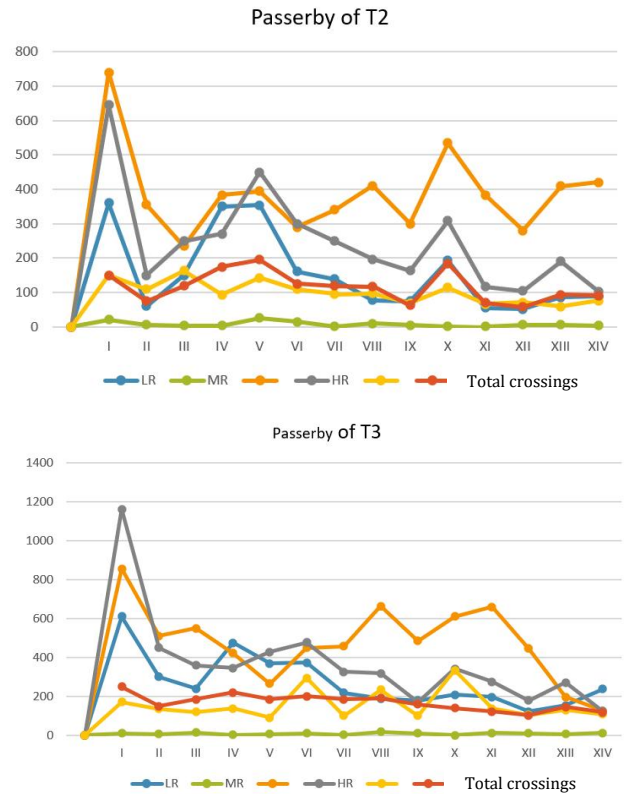 Passerby of T2
800
700
600
500
400
300
200
100
0
I II III IV V VI VII VIII IX X XI XII XIII XIV
LR MR HR Total crossings
Passerby of T3
1400
1200
1000
800
600
400
200
0
I II III IV V VI VII VIII IX X XI XII XIII XIV
LR MR HR Total crossings